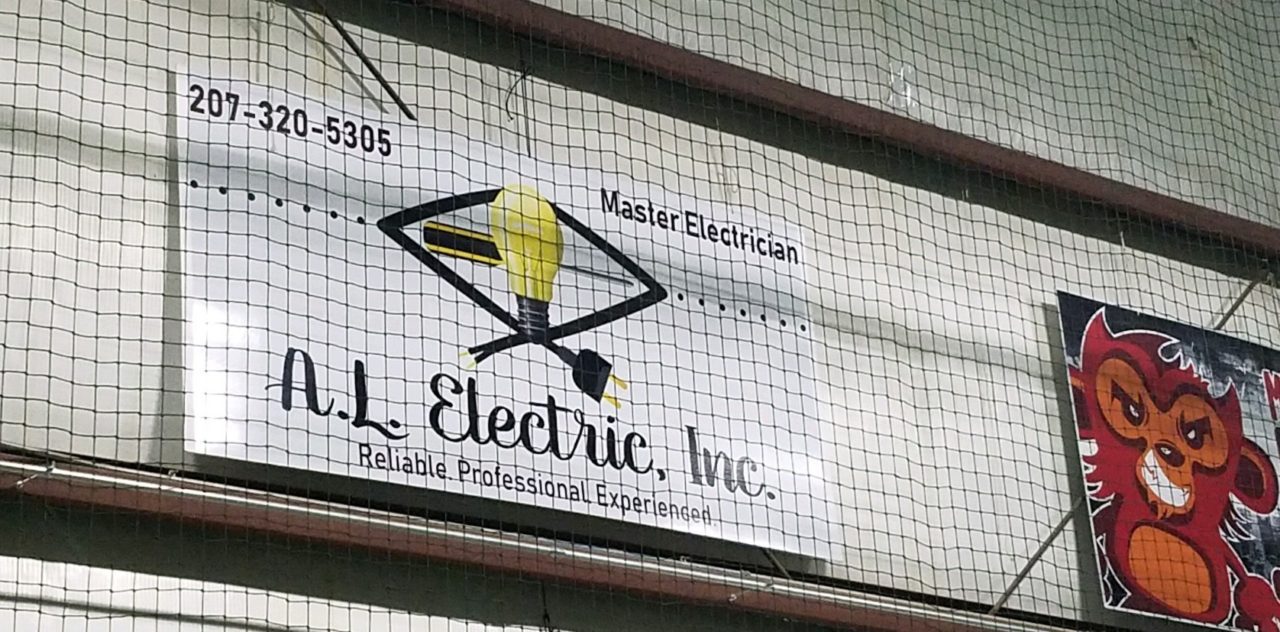 207-320-5305
Master Electrician
A.L. Electric, Inc.
Reliable. Professional. Experienced.